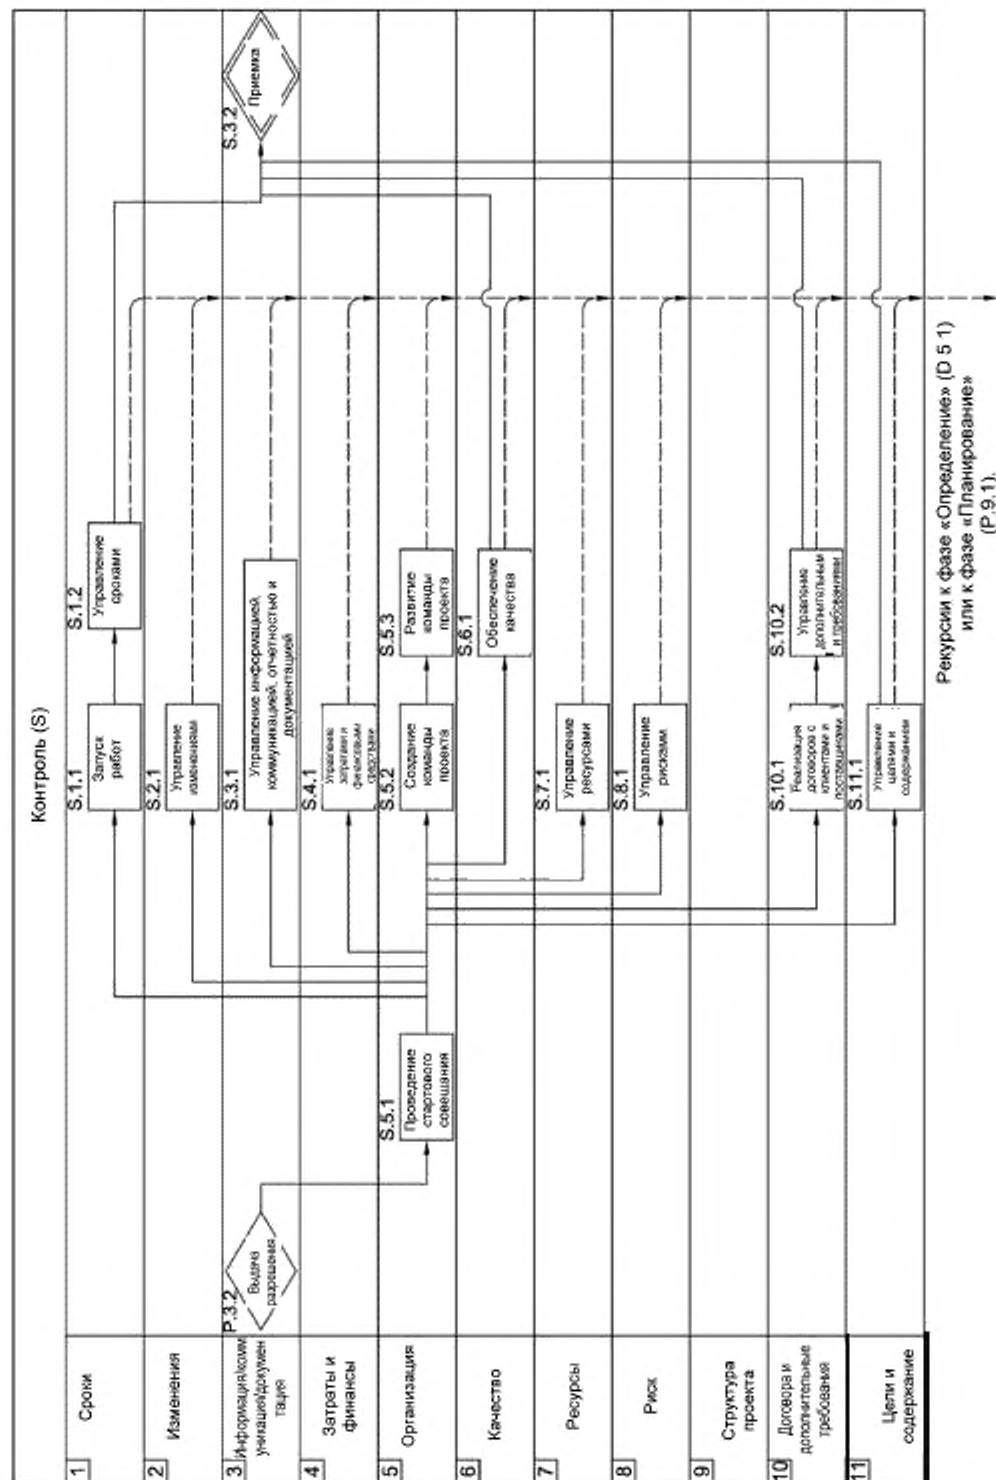 Контроль (S)
1
Сроки
S.1.1
Запуск
работ
S.1.2
Управление
сроками
2
Изменения
S.2.1
Управление
изменениями
3
Информация/комм
уникация/докумен
тация
P.3.2
Выдача
разрешения
S.3.1
Управление информацией,
коммуникацией, отчетностью и
документацией
S.3.2
Приемка
4
Затраты и
финансы
S.4.1
Управление
затратами и
финансовыми
средствами
5
Организация
S.5.1
Проведение
стартового
совещания
S.5.2
Создание
команды
проекта
S.5.3
Развитие
команды
проекта
6
Качество
S.6.1
Обеспечение
качества
7
Ресурсы
S.7.1
Управление
ресурсами
8
Риск
S.8.1
Управление
рисками
9
Структура
проекта
10
Договора и
дополнительные
требования
S.10.1
Реализация
договоров с
клиентами и
поставщиками
S.10.2
Управление
дополнительным
и требованиями
11
Цели и
содержание
S.11.1
Управление
целями и
содержанием
Рекурсии к фазе «Определение» (D 5 1)
или к фазе «Планирование»
(P.9.1).